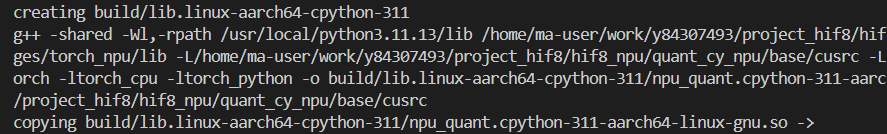 creating build/lib.linux-aarch64-cpython-311
g++ -shared -Wl,-rpath /usr/local/python3.11.13/lib /home/ma-user/work/y84307493/project_hif8/hif
ges/torch_npu/lib -L/home/ma-user/work/y84307493/project_hif8/hif8_npu/quant_cy_npu/base/cusrc -L
orch -ltorch_cpu -ltorch_python -o build/lib.linux-aarch64-cpython-311/npu_quant.cpython-311-aarc
/project_hif8/hif8_npu/quant_cy_npu/base/cusrc
copying build/lib.linux-aarch64-cpython-311/npu_quant.cpython-311-aarch64-linux-gnu.so ->